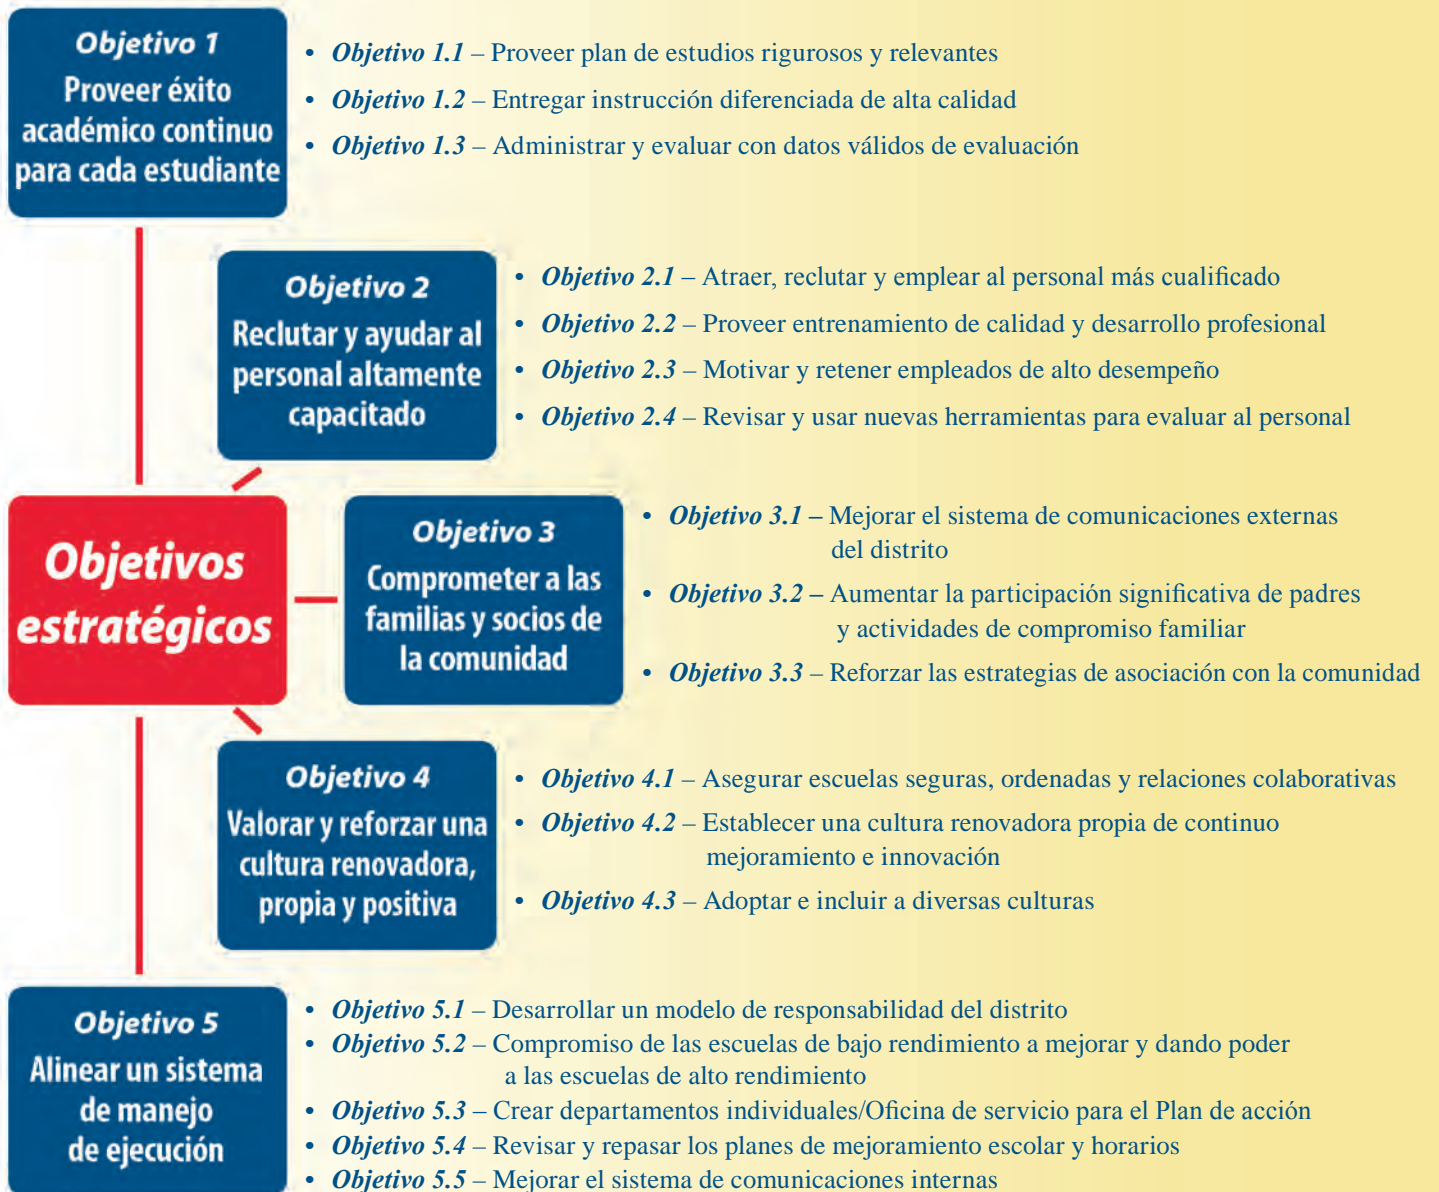 Objetivo 1
Proveer éxito
académico continuo
para cada estudiante
• Objetivo 1.1 – Proveer plan de estudios rigurosos y relevantes
• Objetivo 1.2 – Entregar instrucción diferenciada de alta calidad
• Objetivo 1.3 – Administrar y evaluar con datos válidos de evaluación
Objetivo 2
Reclutar y ayudar al
personal altamente
capacitado
• Objetivo 2.1 – Atraer, reclutar y emplear al personal más cualificado
• Objetivo 2.2 – Proveer entrenamiento de calidad y desarrollo profesional
• Objetivo 2.3 – Motivar y retener empleados de alto desempeño
• Objetivo 2.4 – Revisar y usar nuevas herramientas para evaluar al personal
Objetivos
estratégicos
Objetivo 3
Comprometer a las
familias y socios de
la comunidad
• Objetivo 3.1 – Mejorar el sistema de comunicaciones externas
del distrito
• Objetivo 3.2 – Aumentar la participación significativa de padres
y actividades de compromiso familiar
• Objetivo 3.3 – Reforzar las estrategias de asociación con la comunidad
Objetivo 4
Valorar y reforzar una
cultura renovadora,
propia y positiva
• Objetivo 4.1 – Asegurar escuelas seguras, ordenadas y relaciones colaborativas
• Objetivo 4.2 – Establecer una cultura renovadora propia de continuo
mejoramiento e innovación
• Objetivo 4.3 – Adoptar e incluir a diversas culturas
Objetivo 5
Alinear un sistema
de manejo
de ejecución
• Objetivo 5.1 – Desarrollar un modelo de responsabilidad del distrito
• Objetivo 5.2 – Compromiso de las escuelas de bajo rendimiento a mejorar y dando poder
a las escuelas de alto rendimiento
• Objetivo 5.3 – Crear departamentos individuales/Oficina de servicio para el Plan de acción
• Objetivo 5.4 – Revisar y repasar los planes de mejoramiento escolar y horarios
• Objetivo 5.5 – Mejorar el sistema de comunicaciones internas